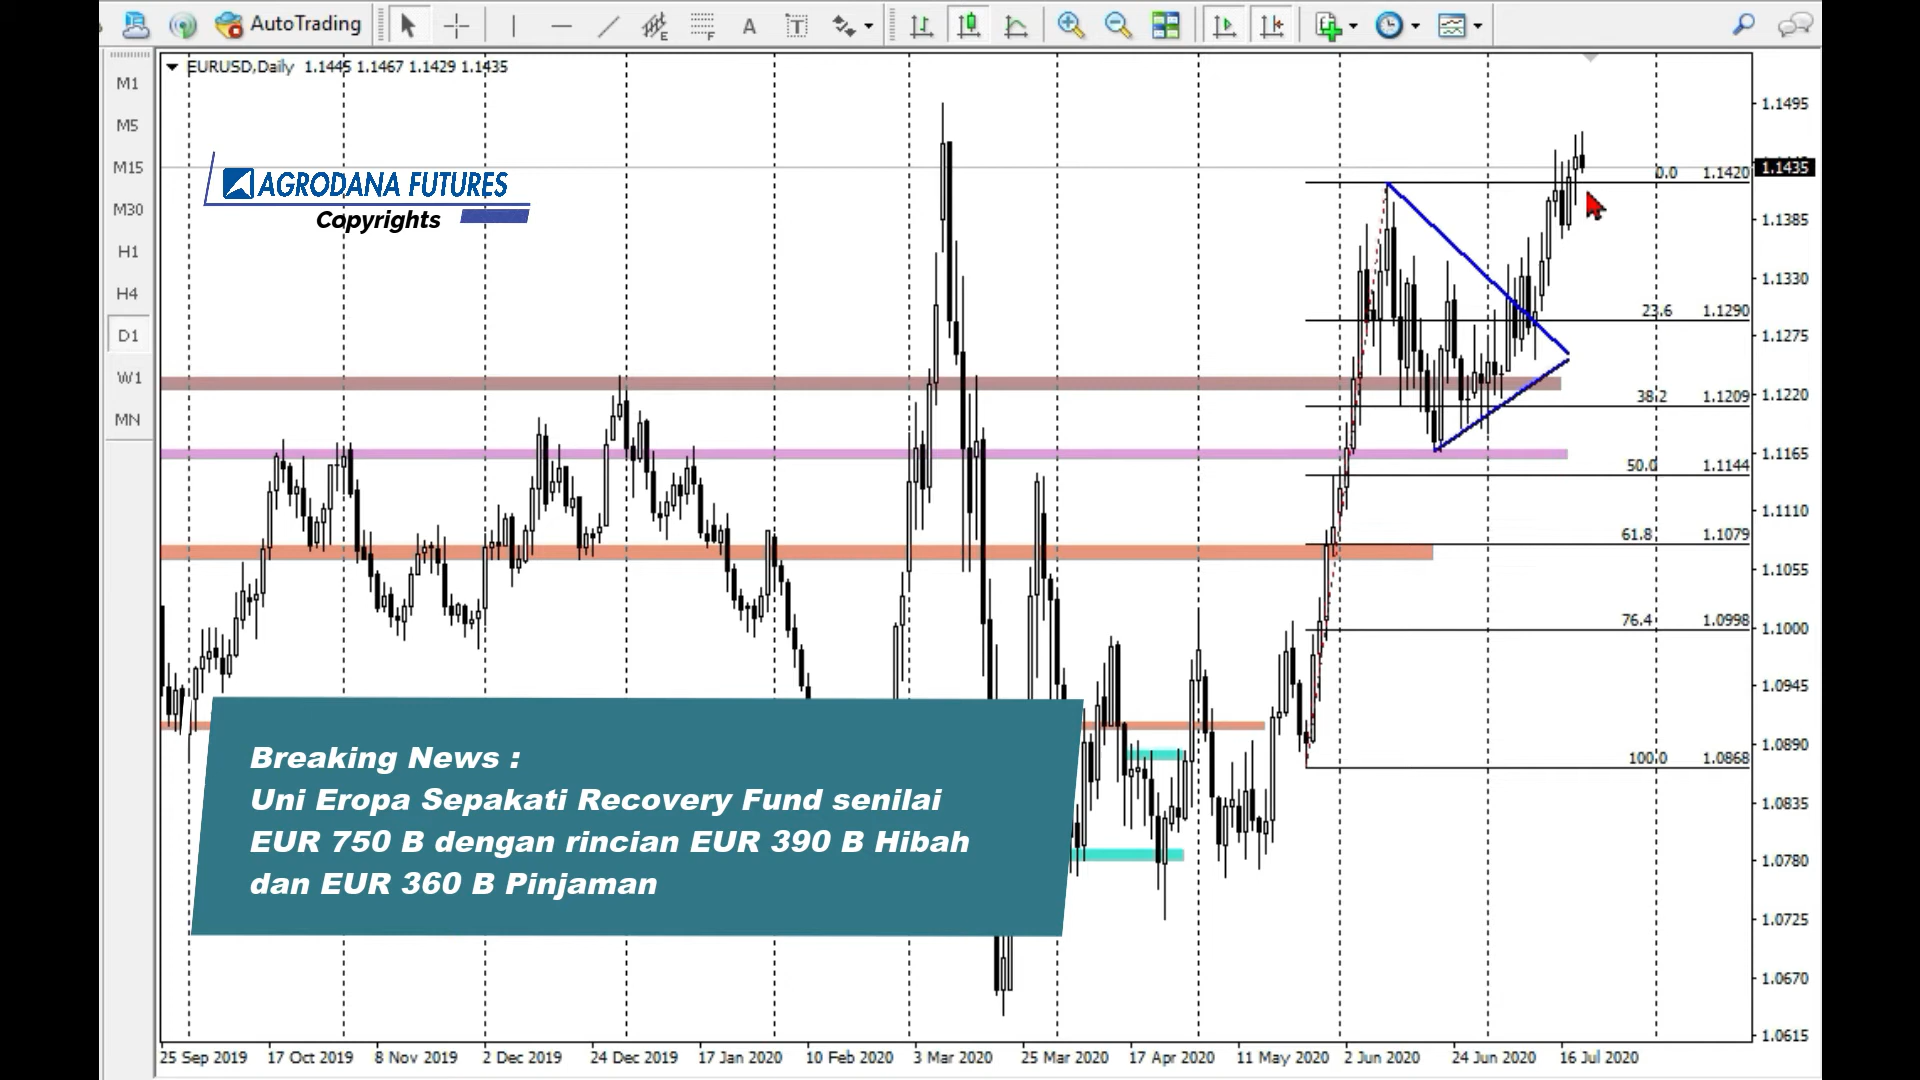 AutoTrading
E
F
A
T
M1
M5
M15
M30
H1
H4
D1
W1
MN
EURUSD,Daily 1.1445 1.1467 1.1429 1.1435
AGRODANA FUTURES
Copyrights
1.1495
1.1435
1.1385
1.1330
1.1275
1.1220
1.1165
1.1110
1.1055
1.1000
1.0945
1.0890
1.0835
1.0780
1.0725
1.0670
1.0615
0.0 1.1420
23.6 1.1290
38.2 1.1209
50.0 1.1144
61.8 1.1079
76.4 1.0998
100.0 1.0868
Breaking News :
Uni Eropa Sepakati Recovery Fund senilai
EUR 750 B dengan rincian EUR 390 B Hibah
dan EUR 360 B Pinjaman
25 Sep 2019 17 Oct 2019 8 Nov 2019 2 Dec 2019 24 Dec 2019 17 Jan 2020 10 Feb 2020 3 Mar 2020 25 Mar 2020 17 Apr 2020 11 May 2020 2 Jun 2020 24 Jun 2020 16 Jul 2020